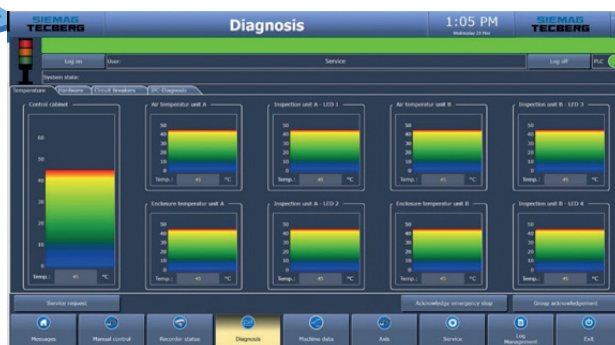 SIEMAG
TECBERG
Diagnosis
1:05 PM
Wednesday 29 Mar
SIEMAG
TECBERG
Log on
User:
Service
Log off
PLC
System state:
Temperature
Hardware
Circuit Breakers
IPC-Diagnosis
Control cabinet
60
50
40
30
20
10
0
Temp.: 45 °C
Air temperatur unit A
50
40
30
20
10
0
Temp.: 45 °C
Inspection unit A - LED 1
50
40
30
20
10
0
Temp.: 45 °C
Air temperatur unit B
50
40
30
20
10
0
Temp.: 45 °C
Inspection unit B - LED 3
50
40
30
20
10
0
Temp.: 45 °C
Enclosure temperatur unit A
50
40
30
20
10
0
Temp.: 45 °C
Inspection unit A - LED 2
50
40
30
20
10
0
Temp.: 45 °C
Enclosure temperatur unit B
50
40
30
20
10
0
Temp.: 45 °C
Inspection unit B - LED 4
50
40
30
20
10
0
Temp.: 45 °C
Service request
Acknowledge emergency stop
Group acknowledgement
Messages
Manual control
Recorder status
Diagnosis
Machine data
Axis
Service
Log
Management
Exit